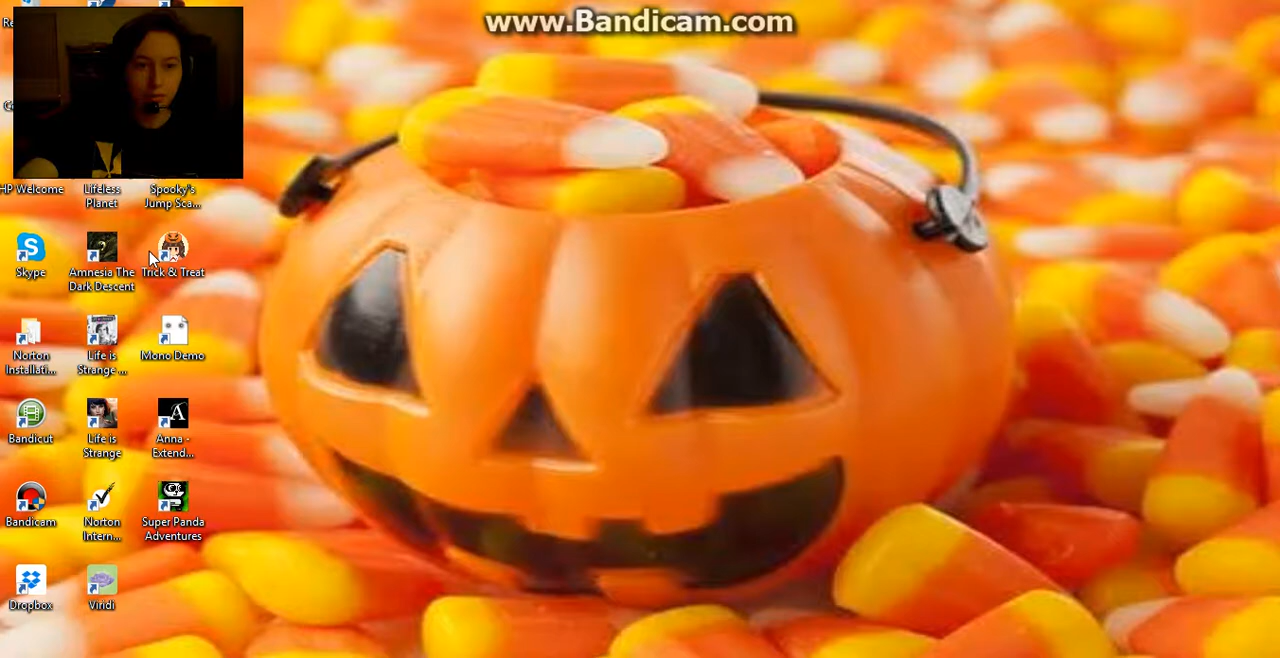 www.Bandicam.com
Re
C
HP Welcome
Lifeless Planet
Spooky's Jump Sca...
Skype
Amnesia The Dark Descent
Trick & Treat
Norton Installati...
Life is Strange ...
Mono Demo
Bandicut
Life is Strange
Anna - Extend...
Bandicam
Norton Intern...
Super Panda Adventures
Dropbox
Viridi